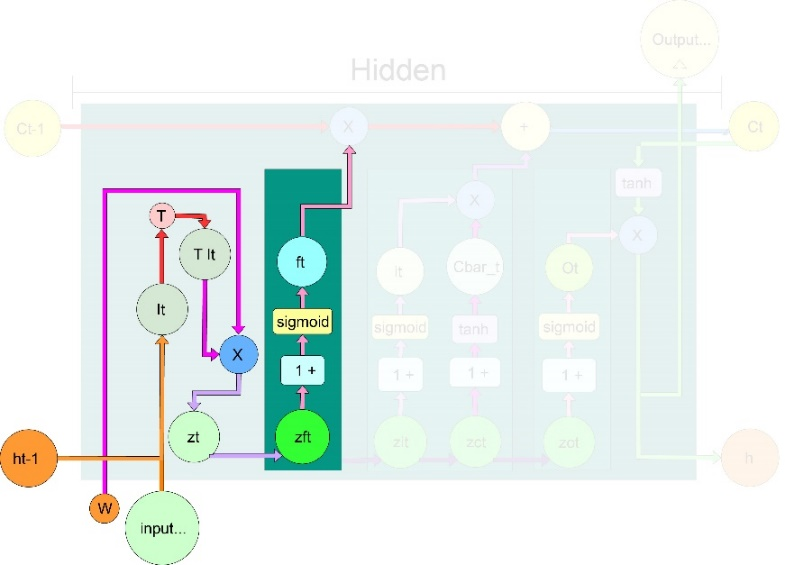 Output...
Hidden
Ct-1
X
+
Ct
tanh
T
X
X
T It
ft
it
Cbar_t
Ot
It
sigmoid
sigmoid
tanh
sigmoid
X
1 +
1 +
1 +
1 +
zt
zft
zit
zct
zot
ht-1
h
W
input...